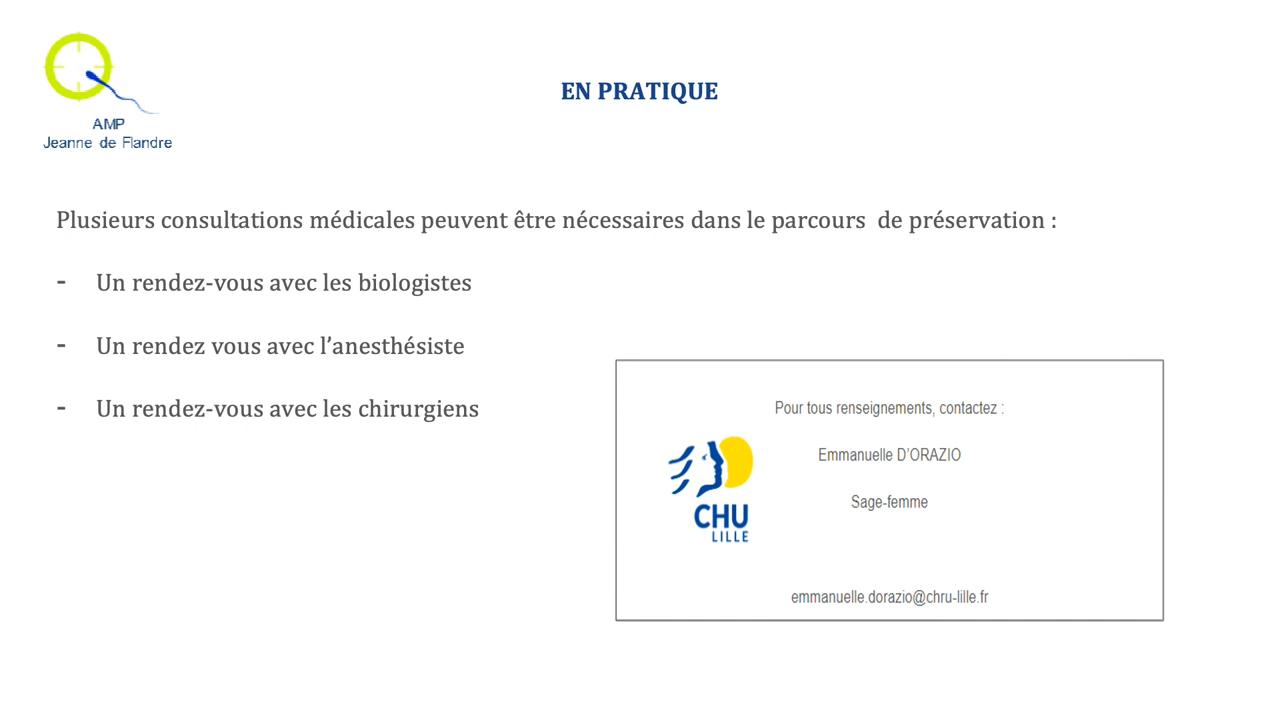 AMP
Jeanne de Flandre
EN PRATIQUE
Plusieurs consultations médicales peuvent être nécessaires dans le parcours  de préservation :
- Un rendez-vous avec les biologistes
- Un rendez vous avec l’anesthésiste
- Un rendez-vous avec les chirurgiens
Pour tous renseignements, contactez :
Emmanuelle D’ORAZIO
Sage-femme
CHU
LILLE
emmanuelle.dorazio@chru-lille.fr